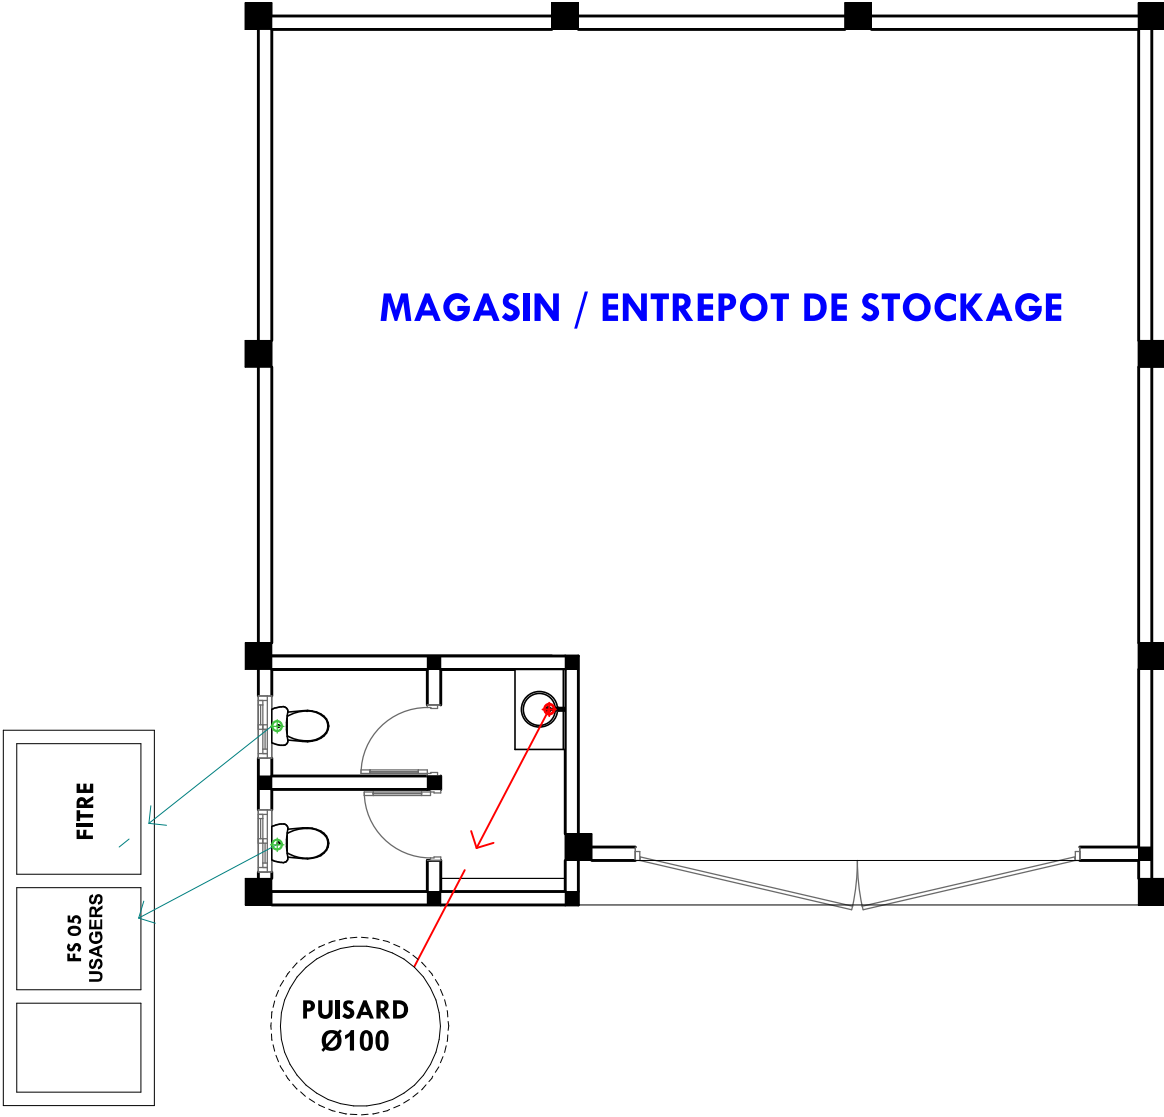 MAGASIN / ENTREPOT DE STOCKAGE
FITRE
FS 05
USAGERS
PUISARD
Ø100